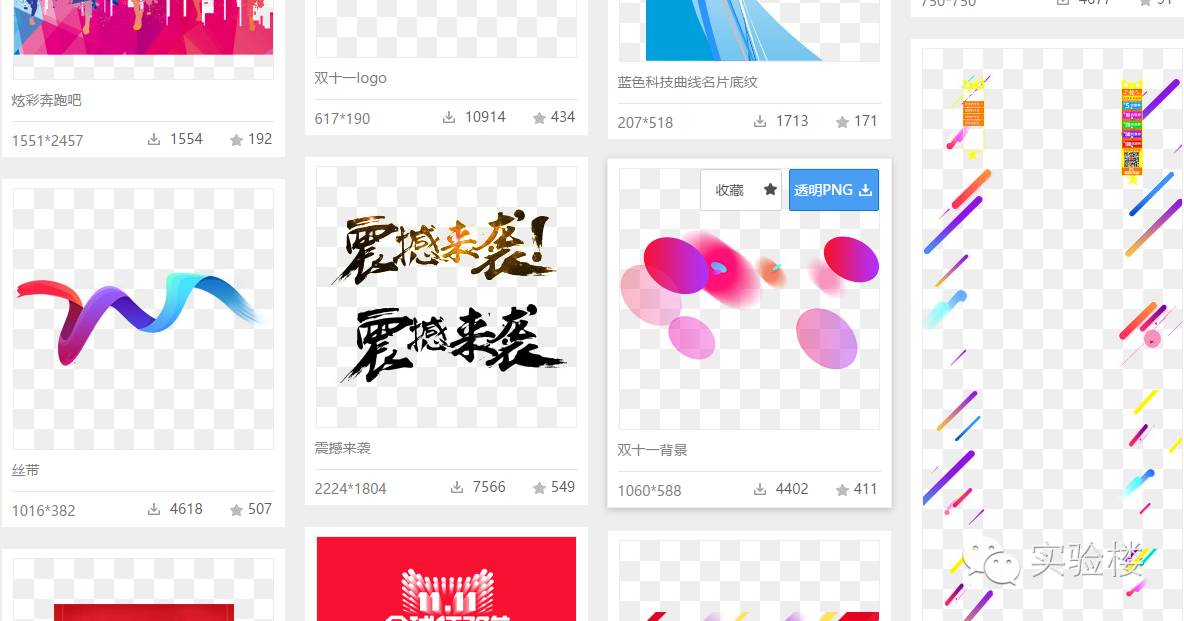 炫彩奔跑吧
1551*2457 1554 192
丝带
1016*382 4618 507
双十一logo
617*190 10914 434
震撼来袭!
震撼来袭
震撼来袭
2224*1804 7566 549
11.11
蓝色科技曲线名片底纹
207*518 1713 171
收藏 透明PNG
双十一背景
1060*588 4402 411
750*750 4077 91
实验楼